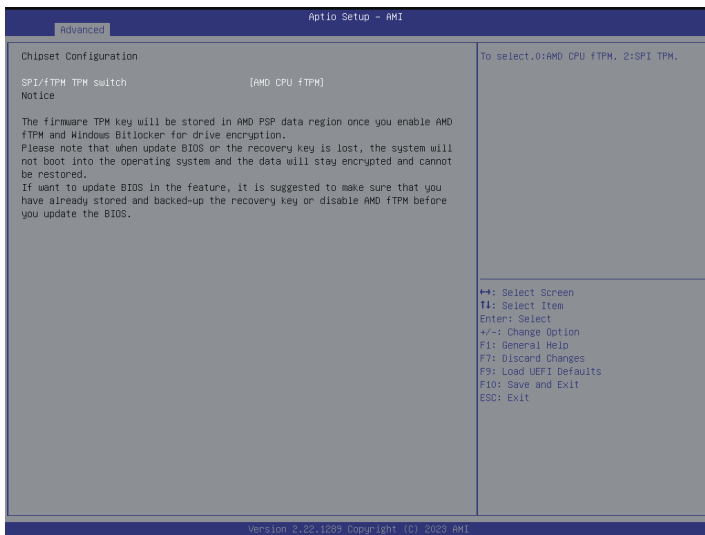 Aptio Setup - AMI
Advanced
Chipset Configuration
SPI/fTPM TPM switch [AMD CPU fTPM]
Notice
The firmware TPM key will be stored in AMD PSP data region once you enable AMD
fTPM and Windows Bitlocker for drive encryption.
Please note that when update BIOS or the recovery key is lost, the system will
not boot into the operating system and the data will stay encrypted and cannot
be restored.
If want to update BIOS in the feature, it is suggested to make sure that you
have already stored and backed-up the recovery key or disable AMD fTPM before
you update the BIOS.
To select.0:AMD CPU fTPM. 2:SPI TPM.
↔: Select Screen
↑↓: Select Item
Enter: Select
+/-: Change Option
F1: General Help
F7: Discard Changes
F9: Load UEFI Defaults
F10: Save and Exit
ESC: Exit
Version 2.22.1289 Copyright (C) 2023 AMI